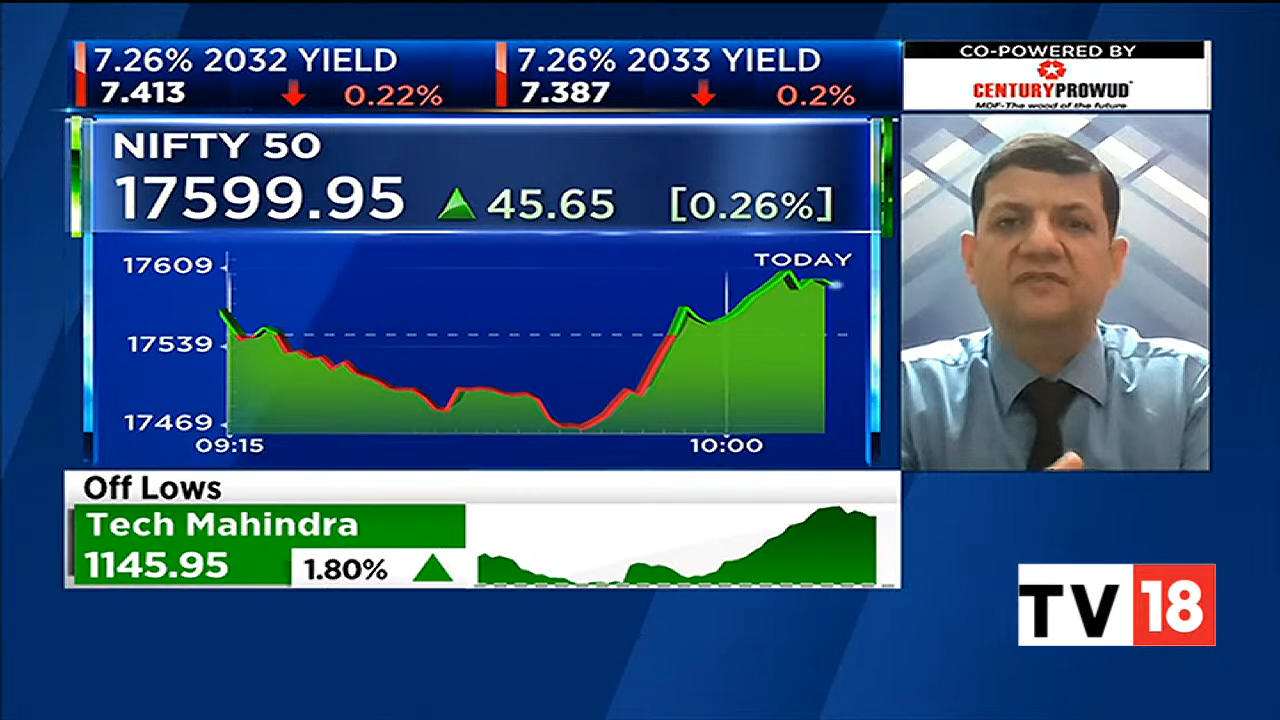 7.26% 2032 YIELD
7.413 0.22%
7.26% 2033 YIELD
7.387 0.2%
CO-POWERED BY
CENTURYPROWUD
MDF-The wood of the future
NIFTY 50
17599.95 45.65 [0.26%]
TODAY
17609
17539
17469
09:15 10:00
Off Lows
Tech Mahindra
1145.95 1.80%
TV18